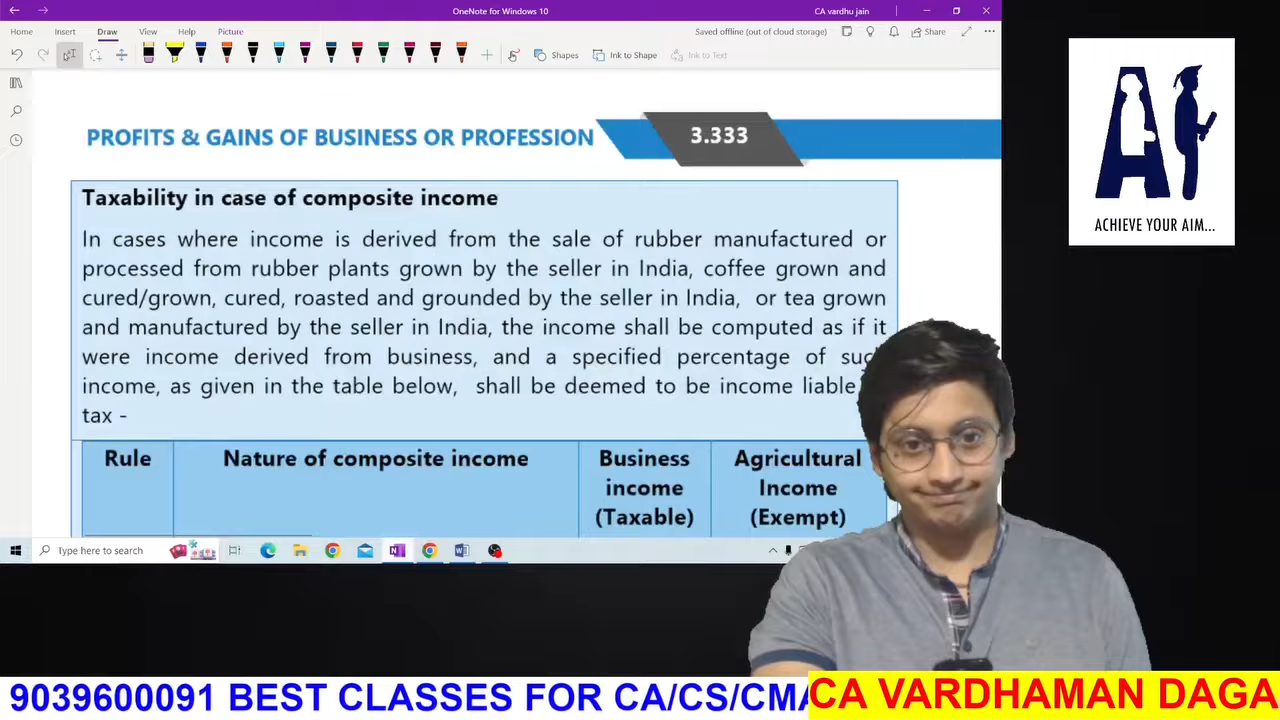 OneNote for Windows 10
CA vardhu jain
Home Insert Draw View Help Picture
Saved offline (out of cloud storage)
Share
Shapes
Ink to Shape
Ink to Text
PROFITS & GAINS OF BUSINESS OR PROFESSION
3.333
Taxability in case of composite income
In cases where income is derived from the sale of rubber manufactured or
processed from rubber plants grown by the seller in India, coffee grown and
cured/grown, cured, roasted and grounded by the seller in India, or tea grown
and manufactured by the seller in India, the income shall be computed as if it
were income derived from business, and a specified percentage of
income, as given in the table below, shall be deemed to be income liable
tax -
Rule
Nature of composite income
Business
income
(Taxable)
Agricultural
Income
(Exempt)
Type here to search
ACHIEVE YOUR AIM...
9039600091 BEST CLASSES FOR CA/CS/CMA
CA VARDHAMAN DAGA